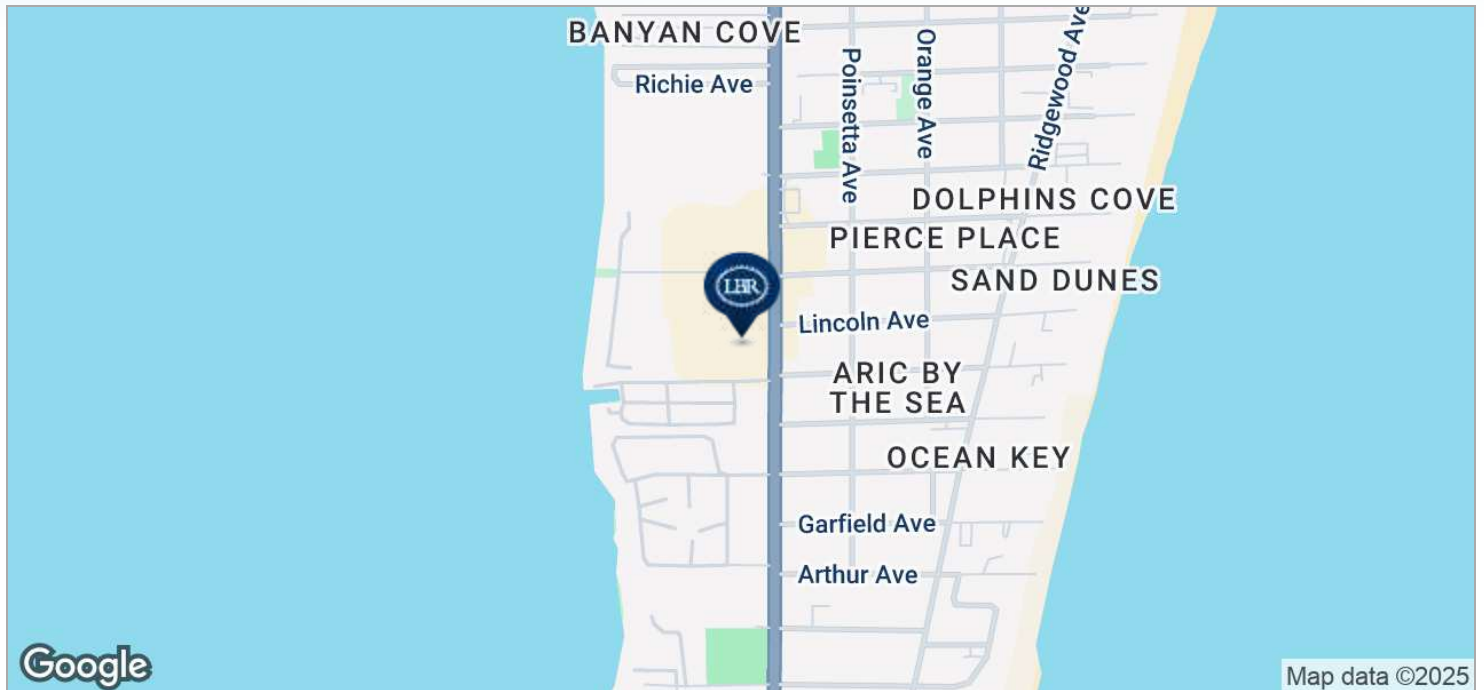 BANYAN COVE
Richie Ave
Poinsetta Ave
Orange Ave
Ridgewood Ave
DOLPHINS COVE
PIERCE PLACE
SAND DUNES
LBR
Lincoln Ave
ARIC BY
THE SEA
OCEAN KEY
Garfield Ave
Arthur Ave
Google
Map data ©2025